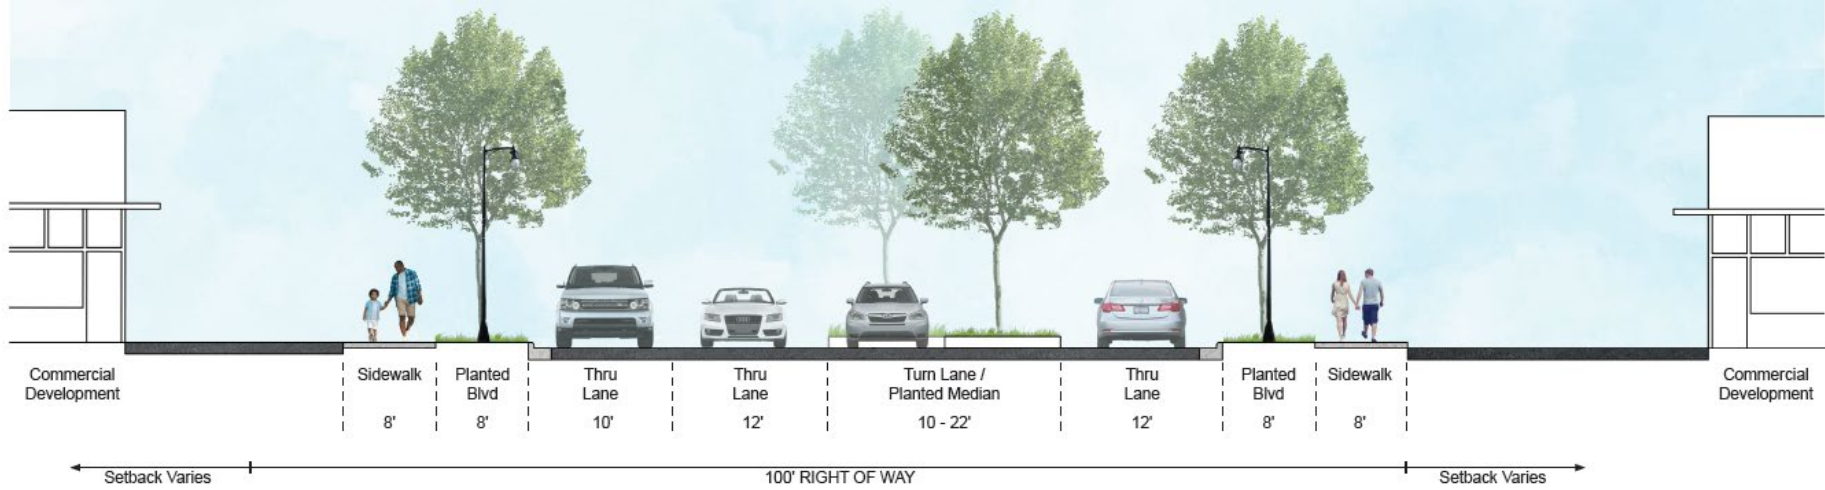 Commercial
Development
Sidewalk
8'
Planted
Blvd
8'
Thru
Lane
10'
Thru
Lane
12'
Turn Lane /
Planted Median
10 - 22'
Thru
Lane
12'
Planted
Blvd
8'
Sidewalk
8'
Commercial
Development
Setback Varies
100' RIGHT OF WAY
Setback Varies